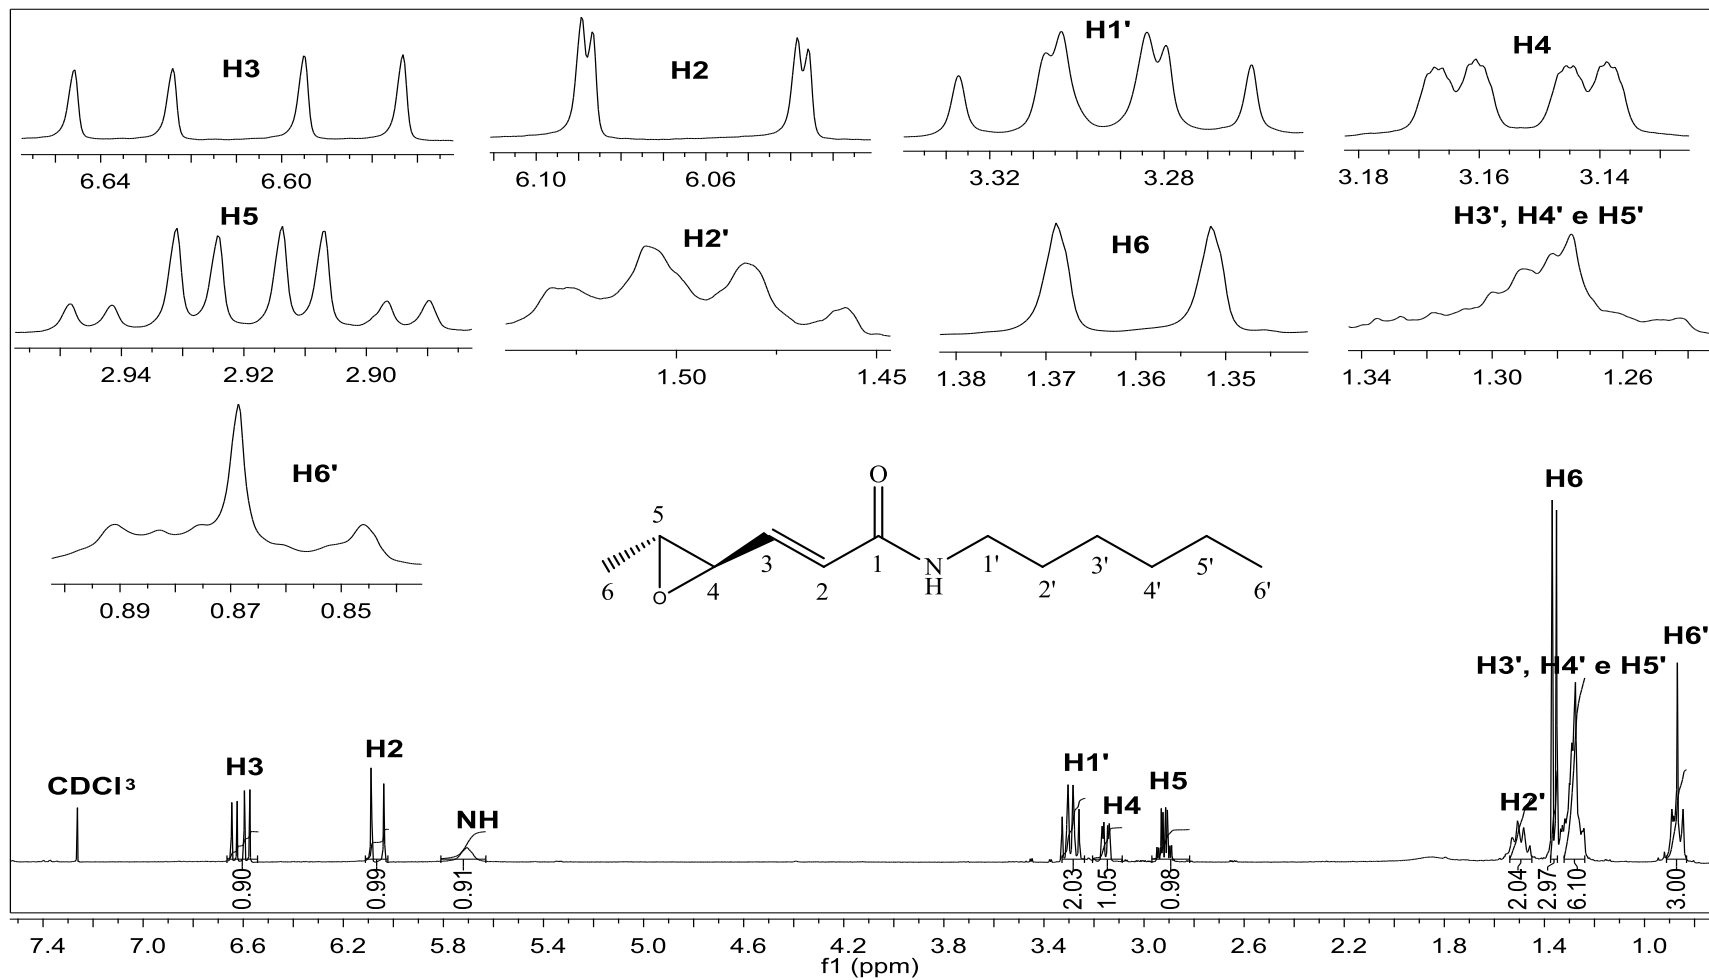 H3
6.64 6.60
H2
6.10 6.06
H1'
3.32 3.28
H4
3.18 3.16 3.14
H5
2.94 2.92 2.90
H2'
1.50 1.45
H6
1.38 1.37 1.36 1.35
H3', H4' e H5'
1.34 1.30 1.26
H6'
0.89 0.87 0.85
O
5
6
O
4
3
2
1
N
H
1'
2'
3'
4'
5'
6'
CDCl3
H3
H2
NH
H1'
H4
H5
H2'
H6
H3', H4' e H5'
H6'
0.90 0.99 0.91 2.03 1.05 0.98 2.04 2.97 6.10 3.00
7.4 7.0 6.6 6.2 5.8 5.4 5.0 4.6 4.2 3.8 3.4 3.0 2.6 2.2 1.8 1.4 1.0
f1 (ppm)